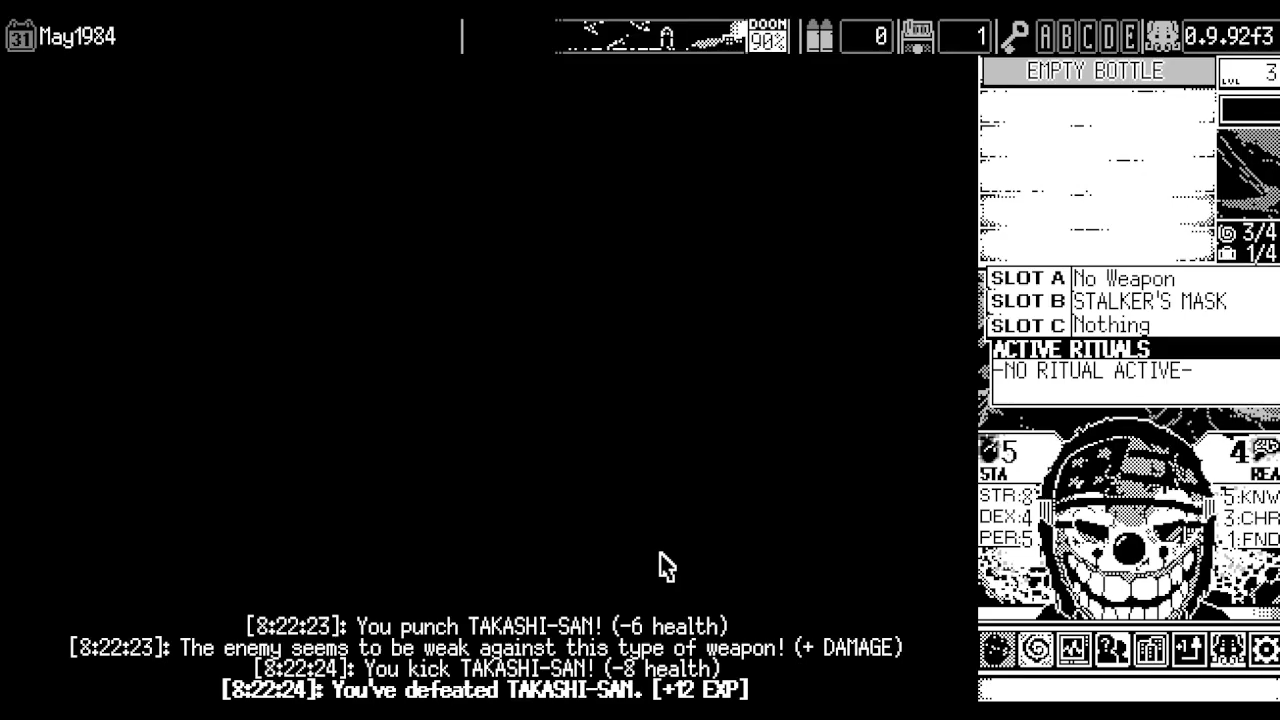 31 May1984 DOOM 90% 0 1 A B C D E 0.9.92f3
EMPTY BOTTLE LVL 3
3/4
1/4
SLOT A No Weapon
SLOT B STALKER'S MASK
SLOT C Nothing
ACTIVE RITUALS
-NO RITUAL ACTIVE-
5 4
STA REA
STR:8 5:KNW
DEX:4 3:CHR
PER:5 1:FND
[8:22:23]: You punch TAKASHI-SAN! (-6 health)
[8:22:23]: The enemy seems to be weak against this type of weapon! (+ DAMAGE)
[8:22:24]: You kick TAKASHI-SAN! (-8 health)
[8:22:24]: You've defeated TAKASHI-SAN. [+12 EXP]